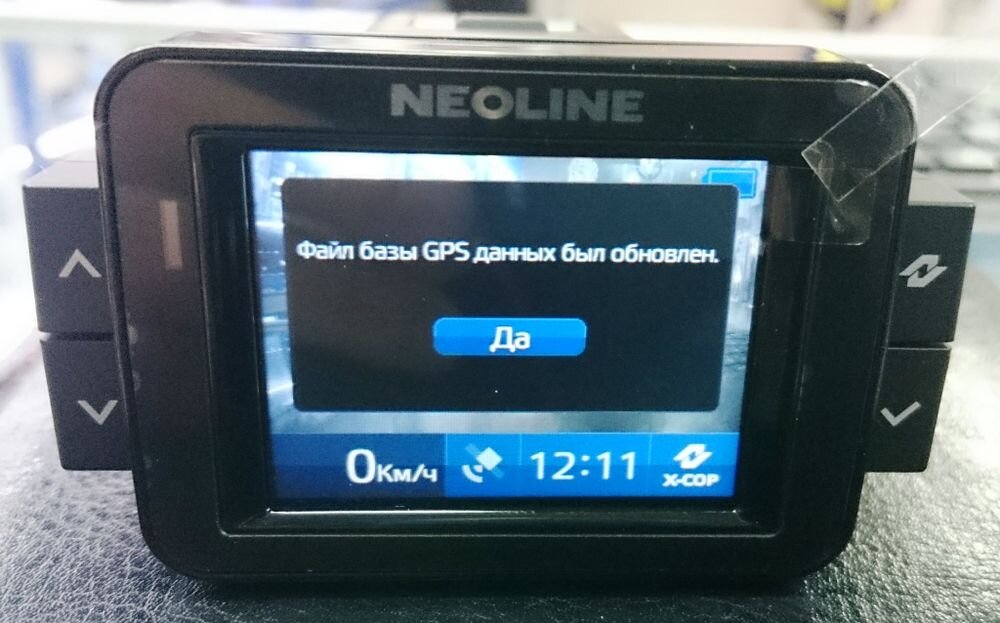 NEOLINE
Файл базы GPS данных был обновлен.
Да
0Км/ч 12:11 X-COP